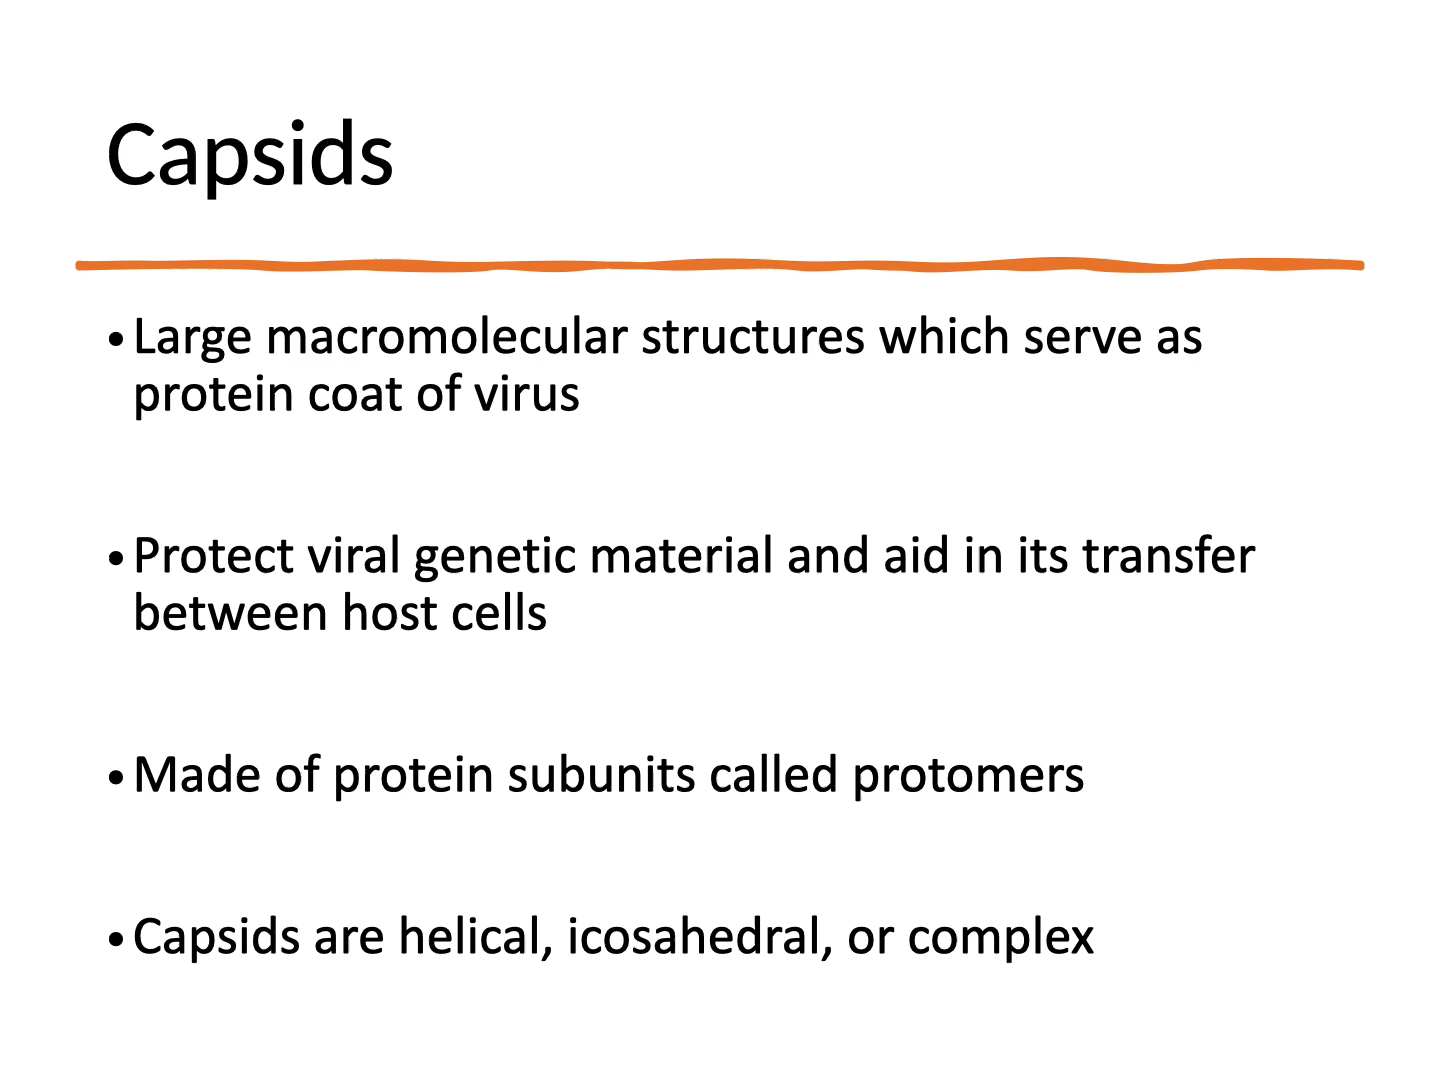 Capsids
• Large macromolecular structures which serve as
protein coat of virus
• Protect viral genetic material and aid in its transfer
between host cells
• Made of protein subunits called protomers
• Capsids are helical, icosahedral, or complex